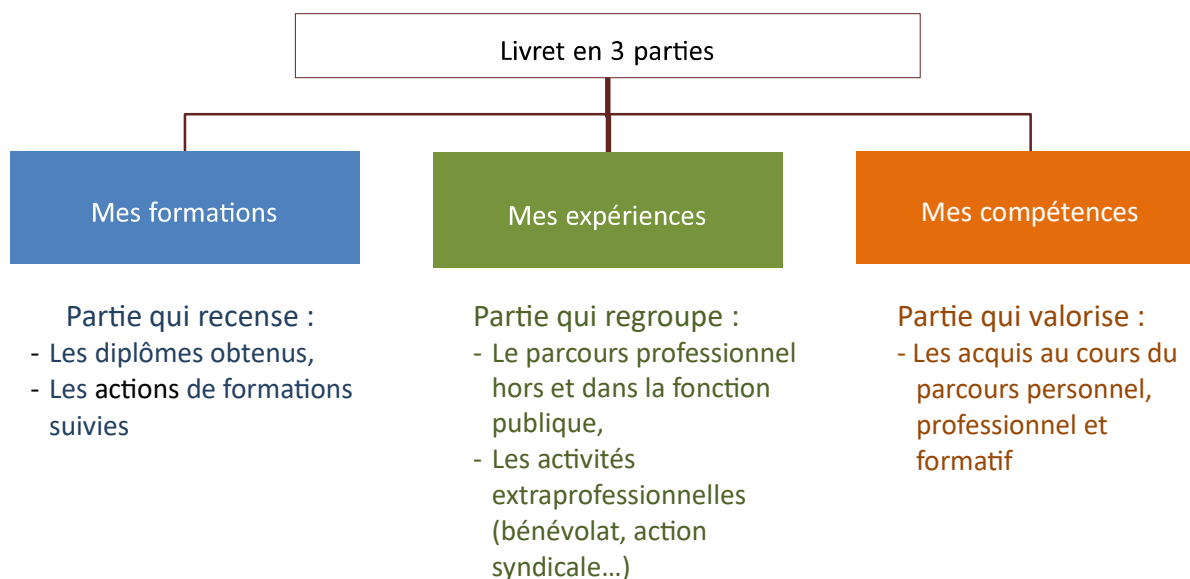 Livret en 3 parties
Mes formations
Partie qui recense :
- Les diplômes obtenus,
- Les actions de formations
suivies
Mes expériences
Partie qui regroupe :
- Le parcours professionnel
hors et dans la fonction
publique,
- Les activités
extraprofessionnelles
(bénévolat, action
syndicale…)
Mes compétences
Partie qui valorise :
- Les acquis au cours du
parcours personnel,
professionnel et
formatif